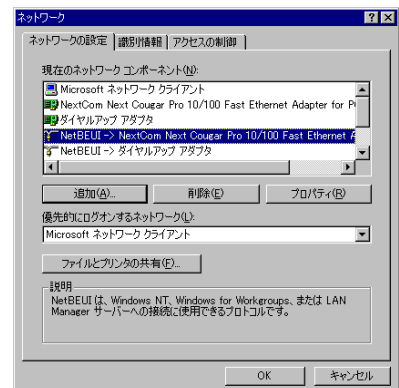 ネットワーク
ネットワークの設定 識別情報 アクセスの制御
現在のネットワーク コンポーネント(N):
Microsoft ネットワーク クライアント
NextCom Next Cougar Pro 10/100 Fast Ethernet Adapter for P
ダイヤルアップ アダプタ
NetBEUI -> NextCom Next Cougar Pro 10/100 Fast Ethernet A
NetBEUI -> ダイヤルアップ アダプタ
追加(A)... 削除(E) プロパティ(R)
優先的にログオンするネットワーク(L):
Microsoft ネットワーク クライアント
ファイルとプリンタの共有(F)...
説明
NetBEUI は、Windows NT、Windows for Workgroups、または LAN
Manager サーバーへの接続に使用できるプロトコルです。
OK キャンセル